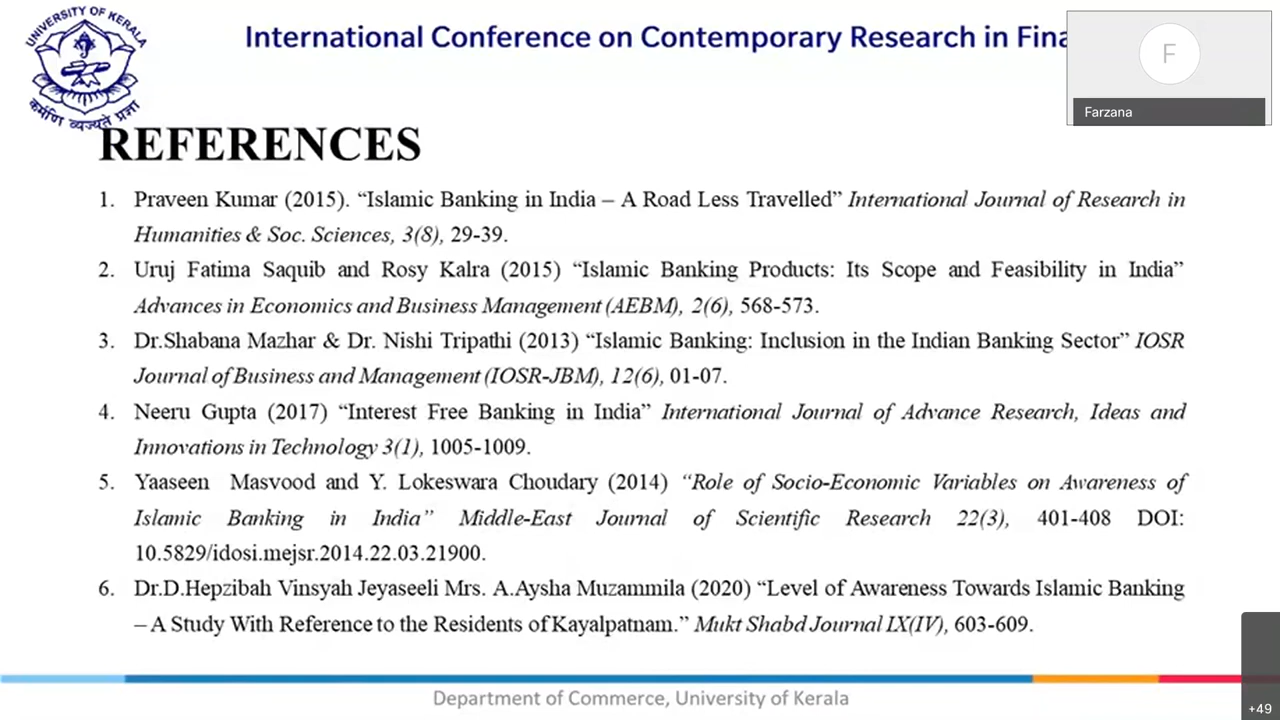 UNIVERSITY OF KERALA
कर्मणि व्यज्यते प्रज्ञा
International Conference on Contemporary Research in Fina
F
Farzana
REFERENCES
1. Praveen Kumar (2015). “Islamic Banking in India – A Road Less Travelled” International Journal of Research in
Humanities & Soc. Sciences, 3(8), 29-39.
2. Uruj Fatima Saquib and Rosy Kalra (2015) “Islamic Banking Products: Its Scope and Feasibility in India”
Advances in Economics and Business Management (AEBM), 2(6), 568-573.
3. Dr.Shabana Mazhar & Dr. Nishi Tripathi (2013) “Islamic Banking: Inclusion in the Indian Banking Sector” IOSR
Journal of Business and Management (IOSR-JBM), 12(6), 01-07.
4. Neeru Gupta (2017) “Interest Free Banking in India” International Journal of Advance Research, Ideas and
Innovations in Technology 3(1), 1005-1009.
5. Yaaseen Masvood and Y. Lokeswara Choudary (2014) “Role of Socio-Economic Variables on Awareness of
Islamic Banking in India” Middle-East Journal of Scientific Research 22(3), 401-408 DOI:
10.5829/idosi.mejsr.2014.22.03.21900.
6. Dr.D.Hepzibah Vinsyah Jeyaseeli Mrs. A.Aysha Muzammila (2020) “Level of Awareness Towards Islamic Banking
– A Study With Reference to the Residents of Kayalpatnam.” Mukt Shabd Journal IX(IV), 603-609.
Department of Commerce, University of Kerala
+49